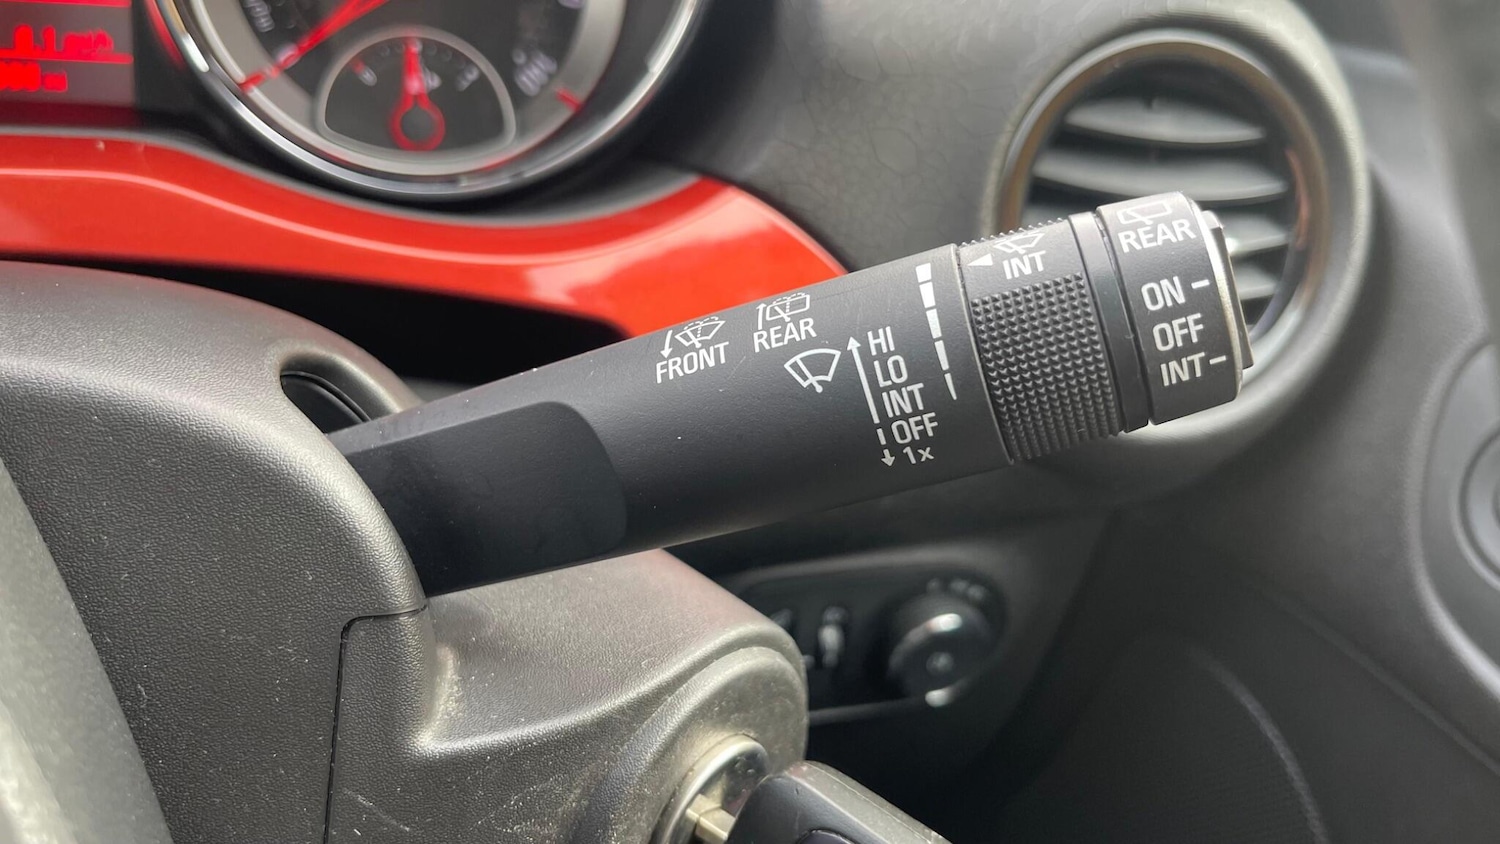 FRONT
REAR
HI
LO
INT
OFF
1x
INT
REAR
ON
OFF
INT